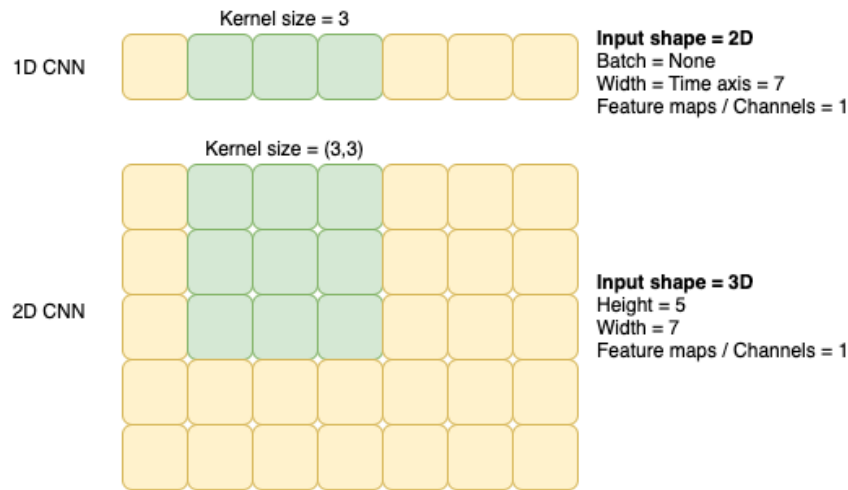 Kernel size = 3
1D CNN
Input shape = 2D
Batch = None
Width = Time axis = 7
Feature maps / Channels = 1
Kernel size = (3,3)
2D CNN
Input shape = 3D
Height = 5
Width = 7
Feature maps / Channels = 1